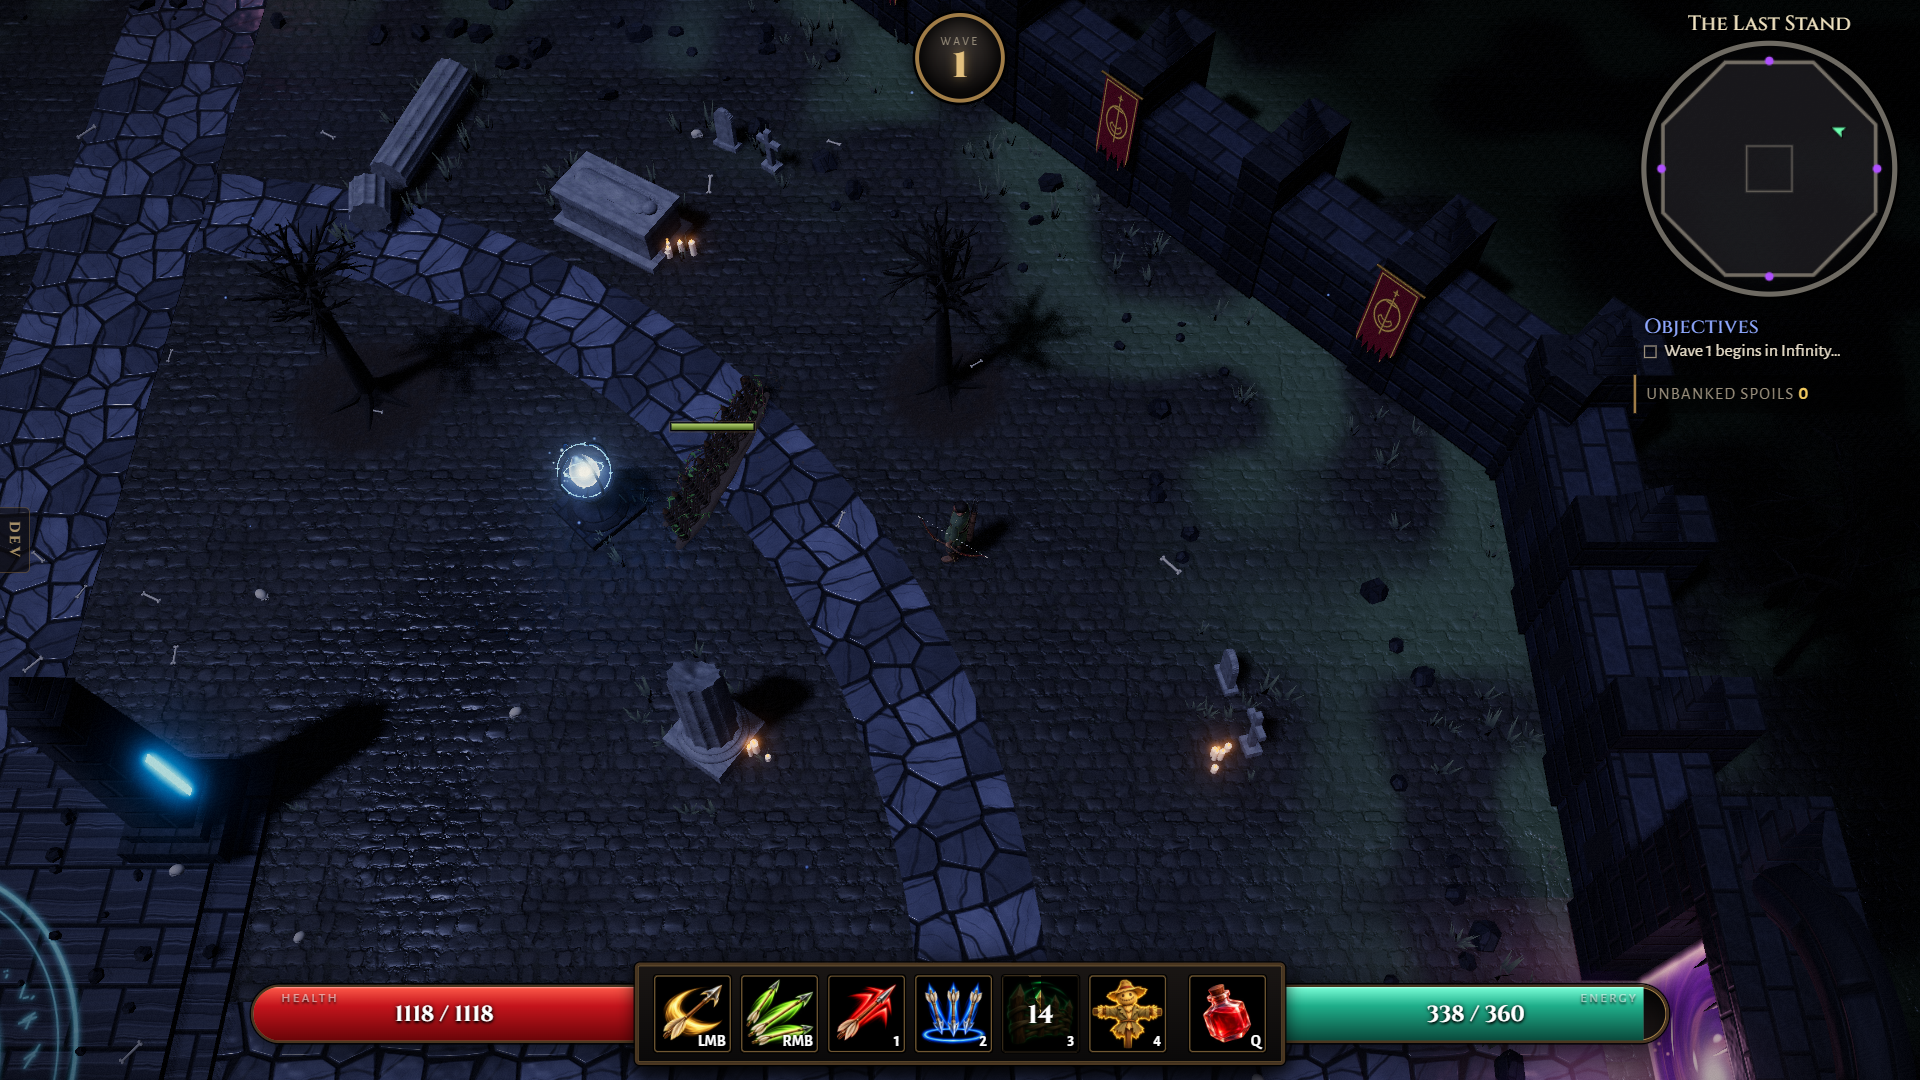 WAVE
1
THE LAST STAND
OBJECTIVES
Wave 1 begins in Infinity...
UNBANKED SPOILS 0
DEV
HEALTH
1118 / 1118
LMB
RMB
1
2
14
3
4
Q
ENERGY
338 / 360